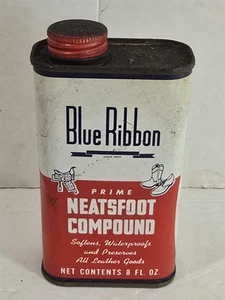 Blue Ribbon
PRIME
NEATSFOOT
COMPOUND
Softens, Waterproofs
and Preserves
All Leather Goods
NET CONTENTS 8 FL. OZ.